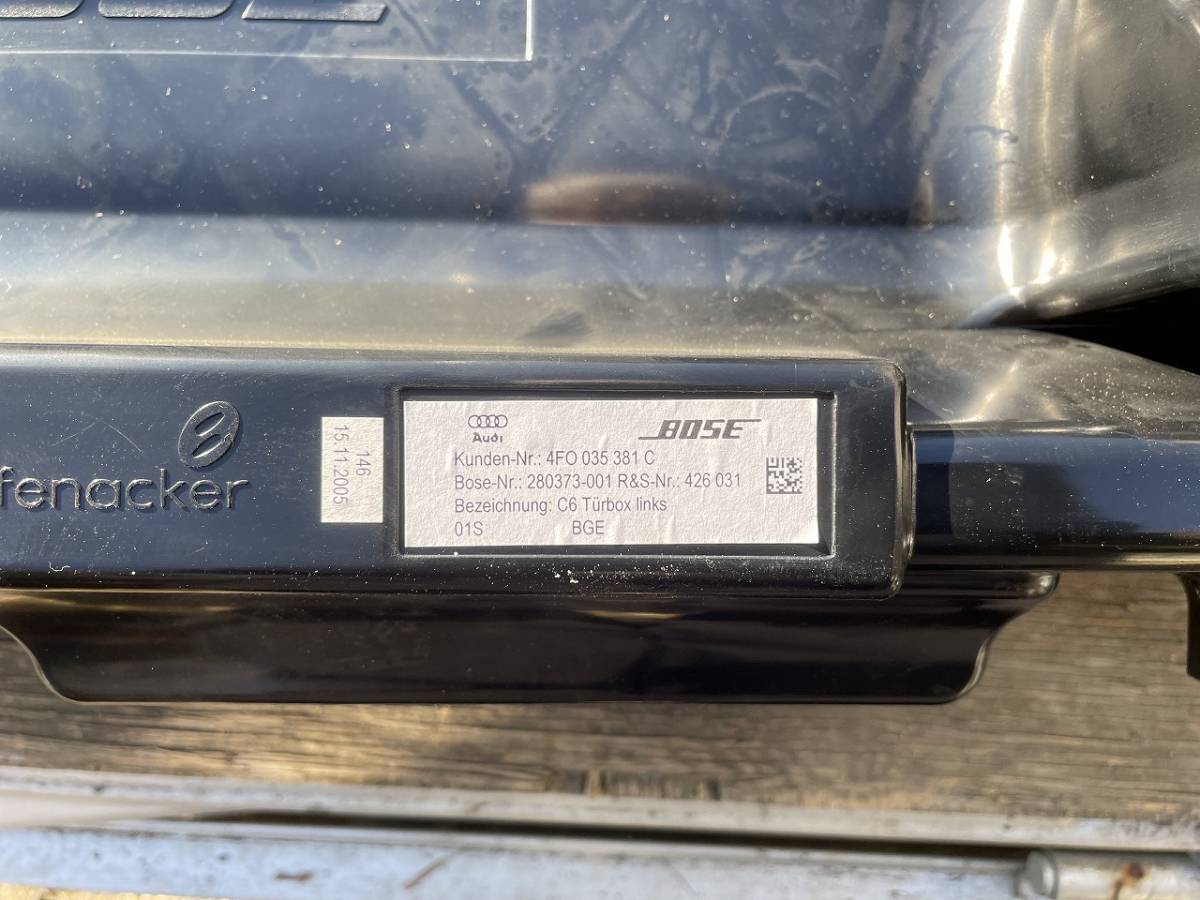 fenacker
146
15.11.2005
Audi
BOSE
Kunden-Nr.: 4FO 035 381 C
Bose-Nr.: 280373-001 R&S-Nr.: 426 031
Bezeichnung: C6 Türbox links
01S BGE